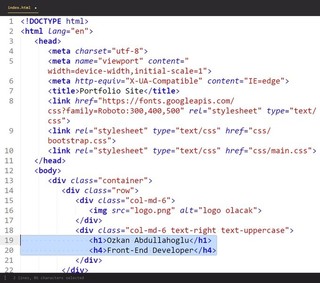 index.html
1 <!DOCTYPE html>
2 <html lang="en">
3 <head>
4 <meta charset="utf-8">
5 <meta name="viewport" content="
width=device-width,initial-scale=1">
6 <meta http-equiv="X-UA-Compatible" content="IE=edge">
7 <title>Portfolio Site</title>
8 <link href="https://fonts.googleapis.com/
css?family=Roboto:300,400,500" rel="stylesheet" type="text/
css">
9 <link rel="stylesheet" type="text/css" href="css/
bootstrap.css">
10 <link rel="stylesheet" type="text/css" href="css/main.css">
11 </head>
12 <body>
13 <div class="container">
14 <div class="row">
15 <div class="col-md-6">
16 <img src="logo.png" alt="logo olacak">
17 </div>
18 <div class="col-md-6 text-right text-uppercase">
19 <h1>Ozkan Abdullahoglu</h1>
20 <h4>Front-End Developer</h4>
21 </div>
22 </div>